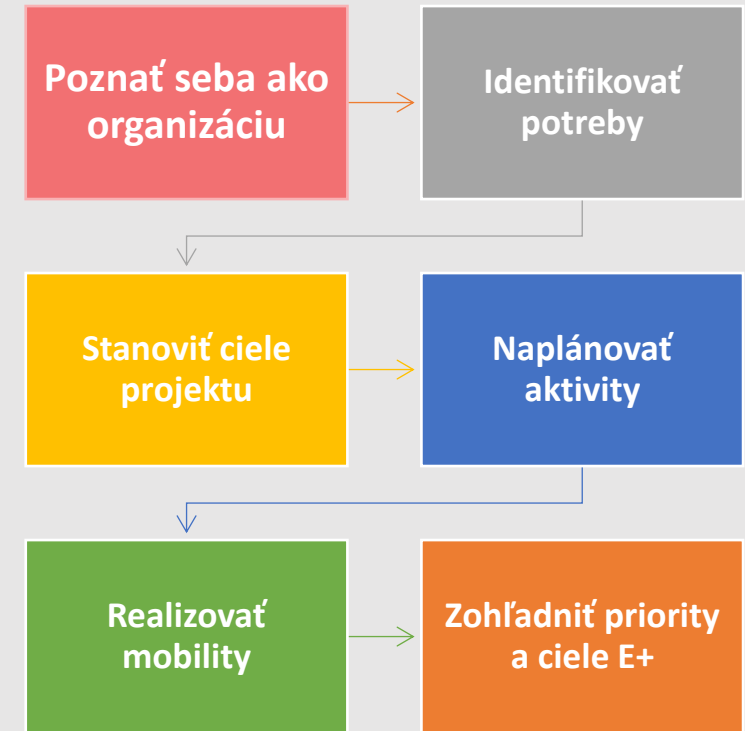 Poznať seba ako
organizáciu
Identifikovať
potreby
Stanoviť ciele
projektu
Naplánovať
aktivity
Realizovať
mobility
Zohľadniť priority
a ciele E+